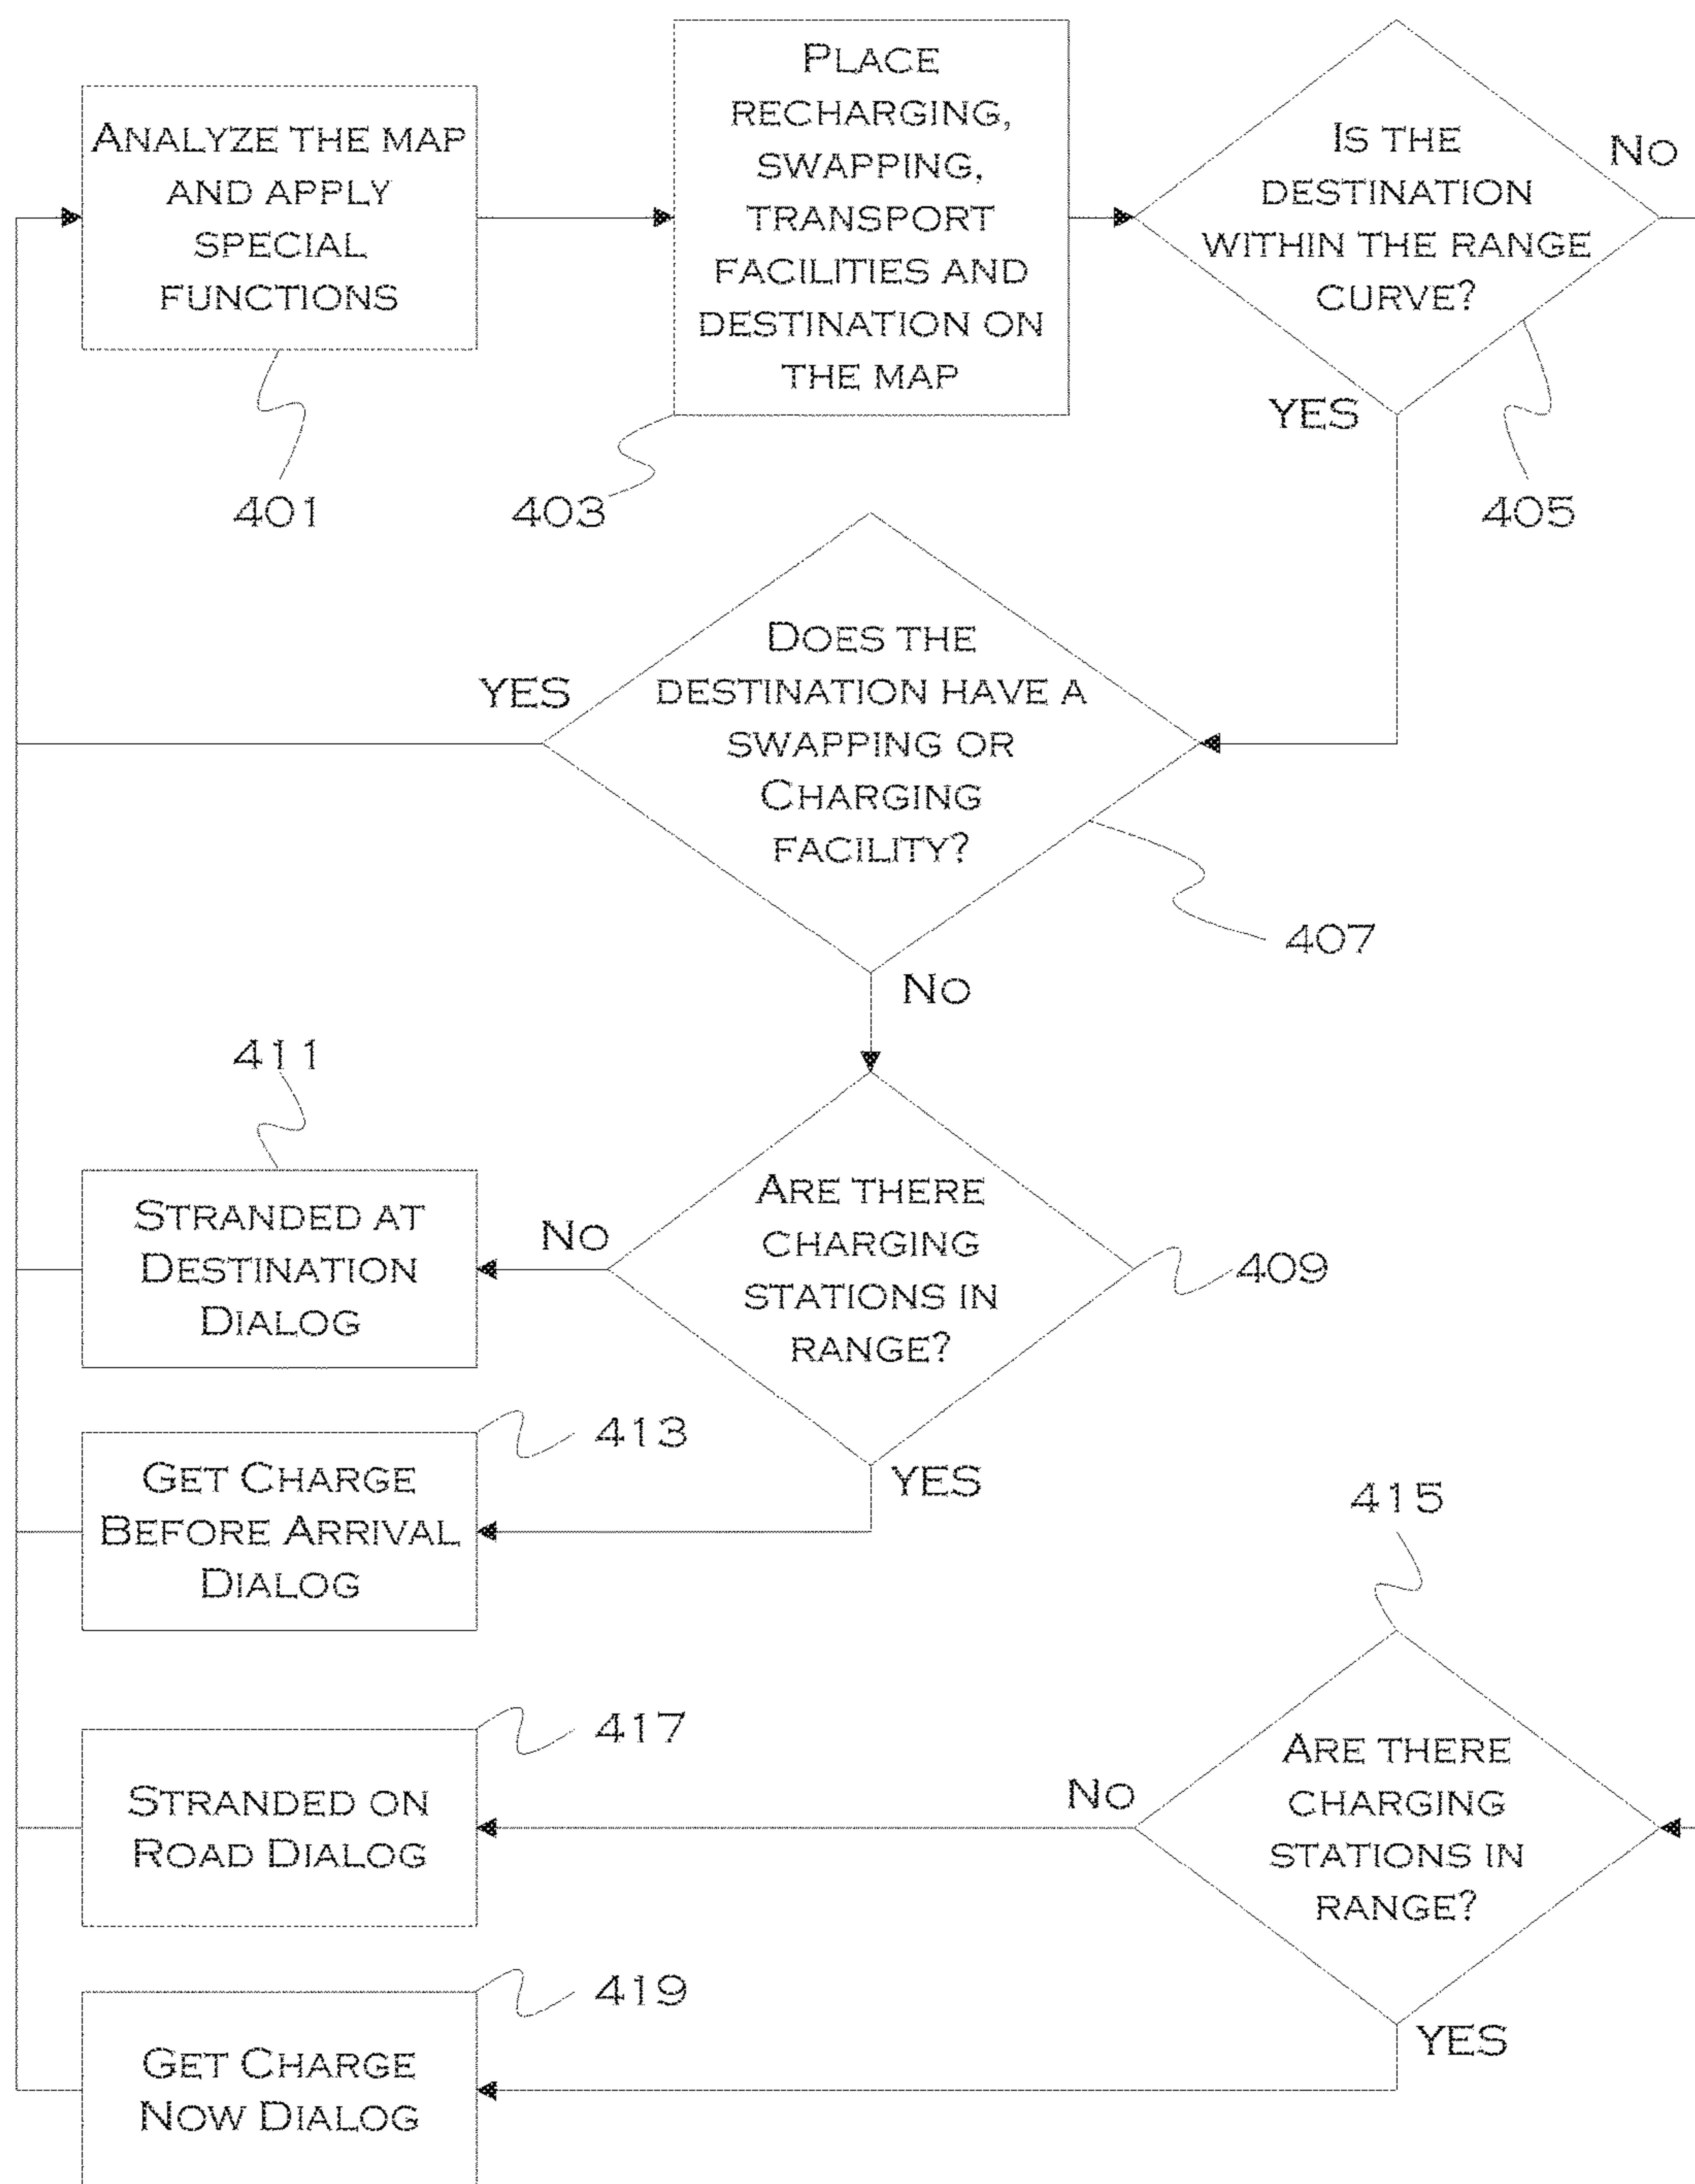 ANALYZE THE MAP
AND APPLY
SPECIAL
FUNCTIONS
401
PLACE
RECHARGING,
SWAPPING,
TRANSPORT
FACILITIES AND
DESTINATION ON
THE MAP
403
IS THE
DESTINATION
WITHIN THE RANGE
CURVE?
NO
YES
405
DOES THE
DESTINATION HAVE A
SWAPPING OR
CHARGING
FACILITY?
YES
407
NO
411
STRANDED AT
DESTINATION
DIALOG
NO
ARE THERE
CHARGING
STATIONS IN
RANGE?
409
YES
413
GET CHARGE
BEFORE ARRIVAL
DIALOG
415
417
STRANDED ON
ROAD DIALOG
NO
ARE THERE
CHARGING
STATIONS IN
RANGE?
YES
419
GET CHARGE
NOW DIALOG